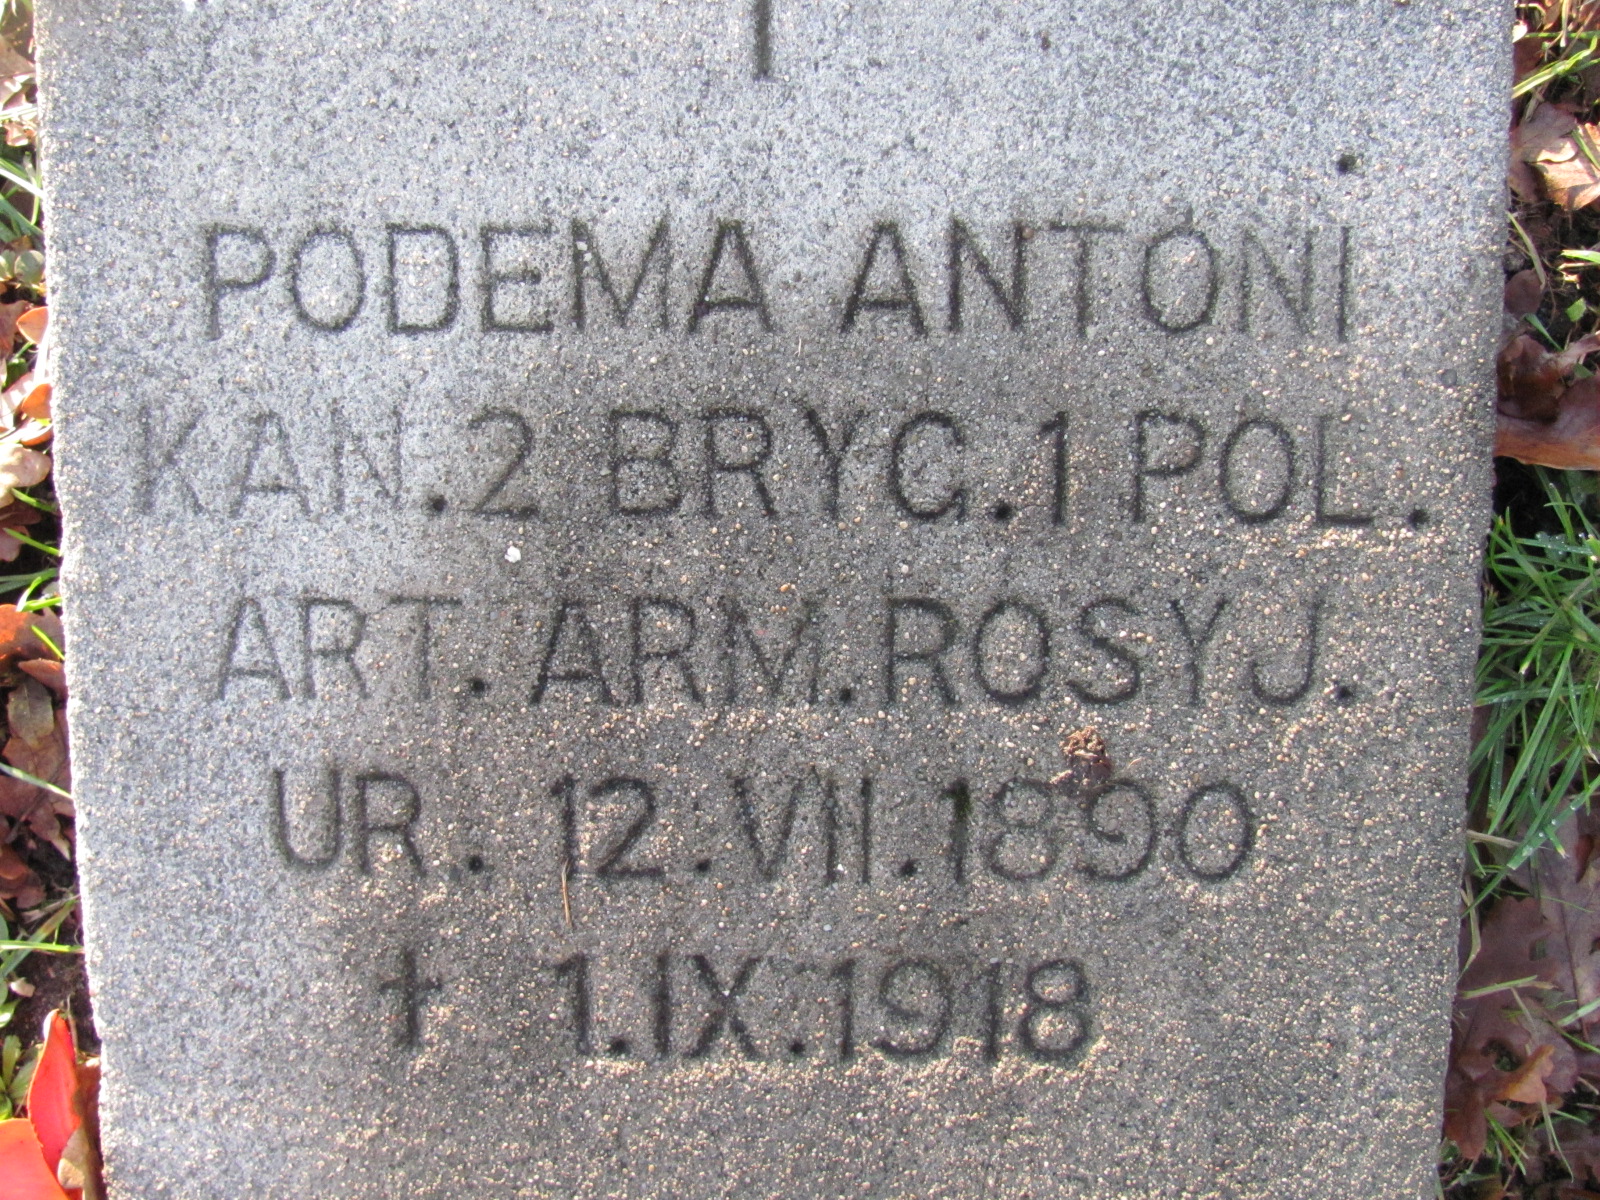 PODEMA ANTONI
KAN. 2 BRYG. 1 POL.
ART. ARM. ROSYJ.
UR. 12. VII. 1890
† 1. IX. 1918